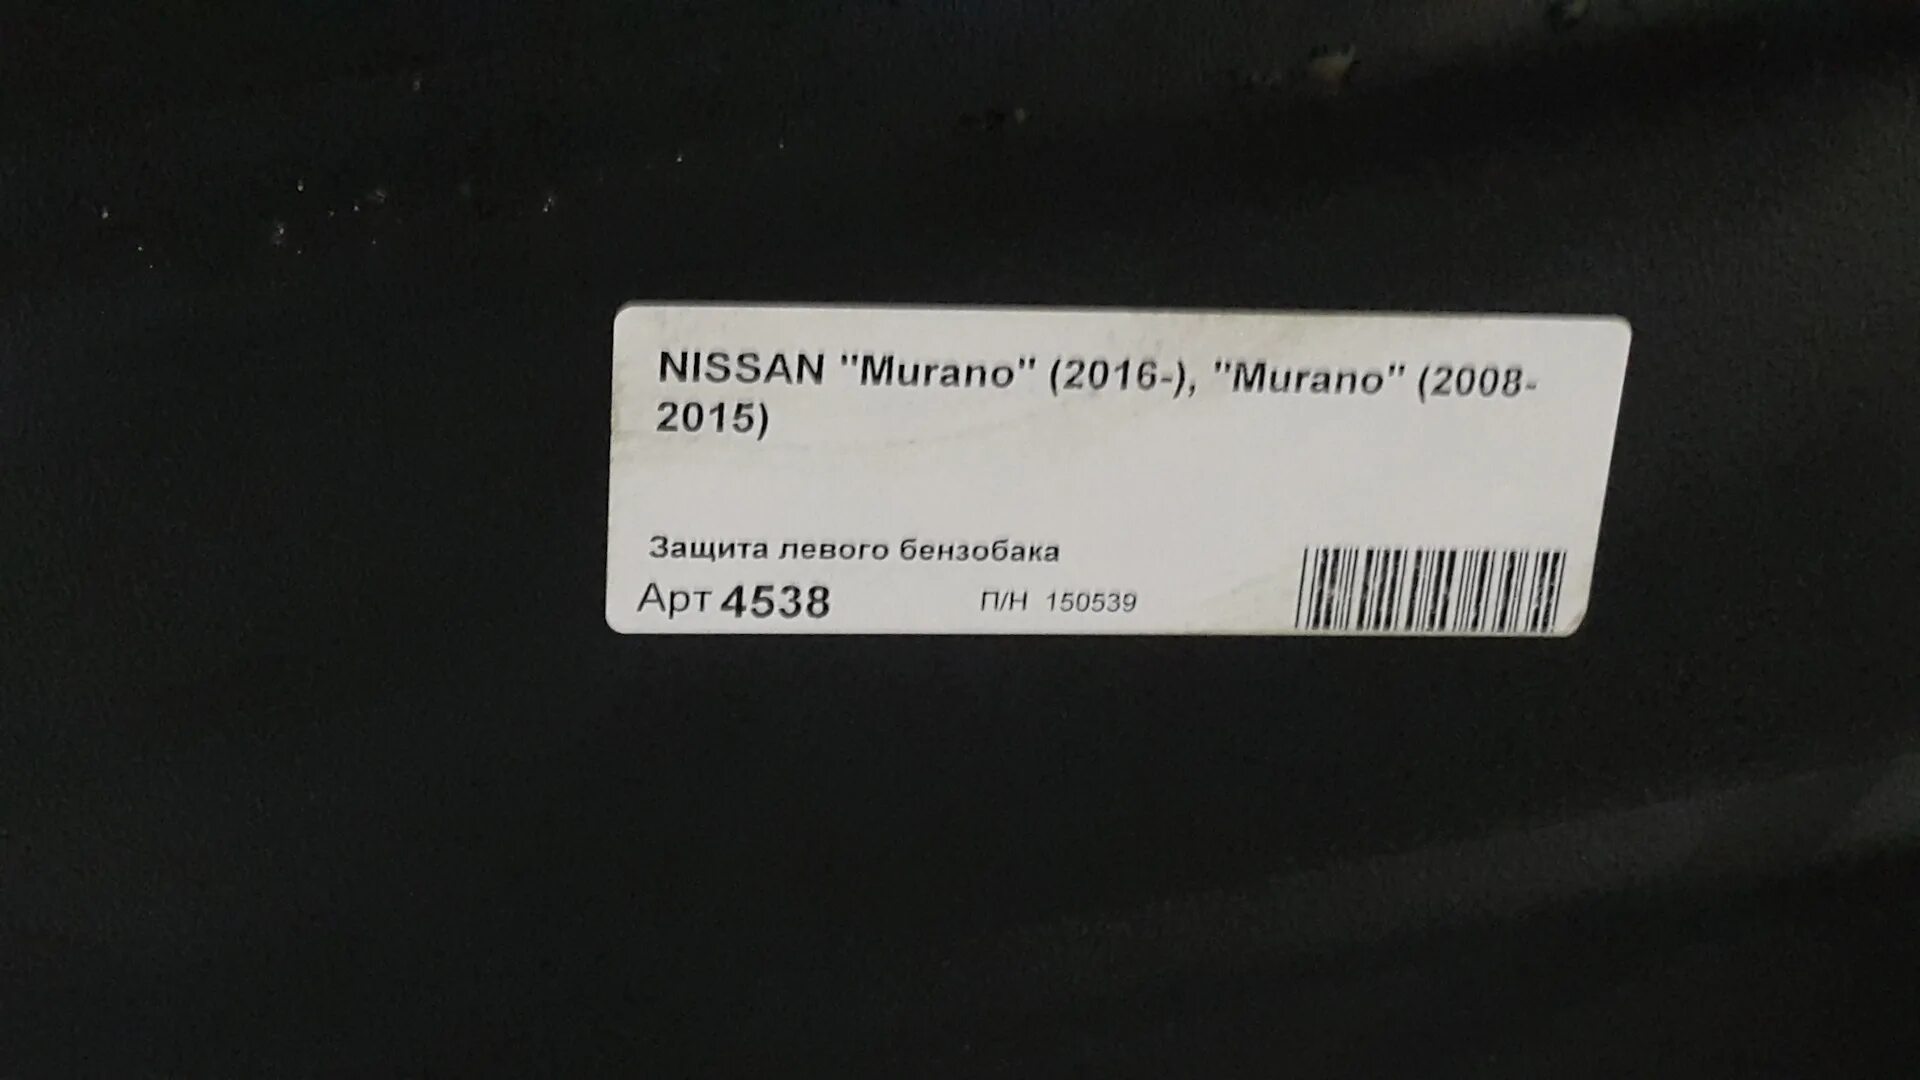 NISSAN "Murano" (2016-), "Murano" (2008-
2015)
Защита левого бензобака
Арт 4538 П/Н 150539